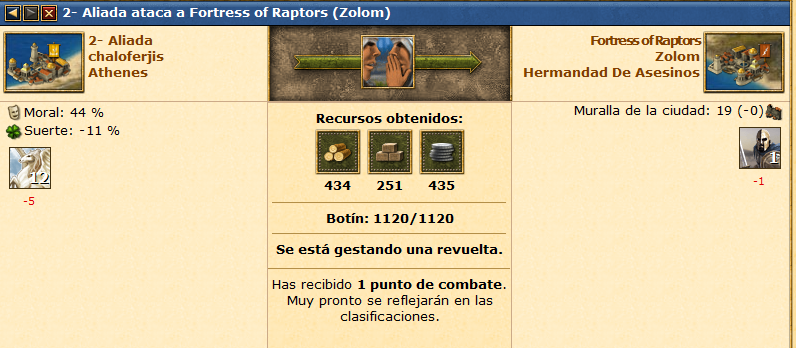 2- Aliada ataca a Fortress of Raptors (Zolom)
2- Aliada
chaloferjis
Athenes
Fortress of Raptors
Zolom
Hermandad De Asesinos
Moral: 44 %
Suerte: -11 %
12
-5
Recursos obtenidos:
434 251 435
Botín: 1120/1120
Se está gestando una revuelta.
Has recibido 1 punto de combate.
Muy pronto se reflejarán en las
clasificaciones.
Muralla de la ciudad: 19 (-0)
1
-1